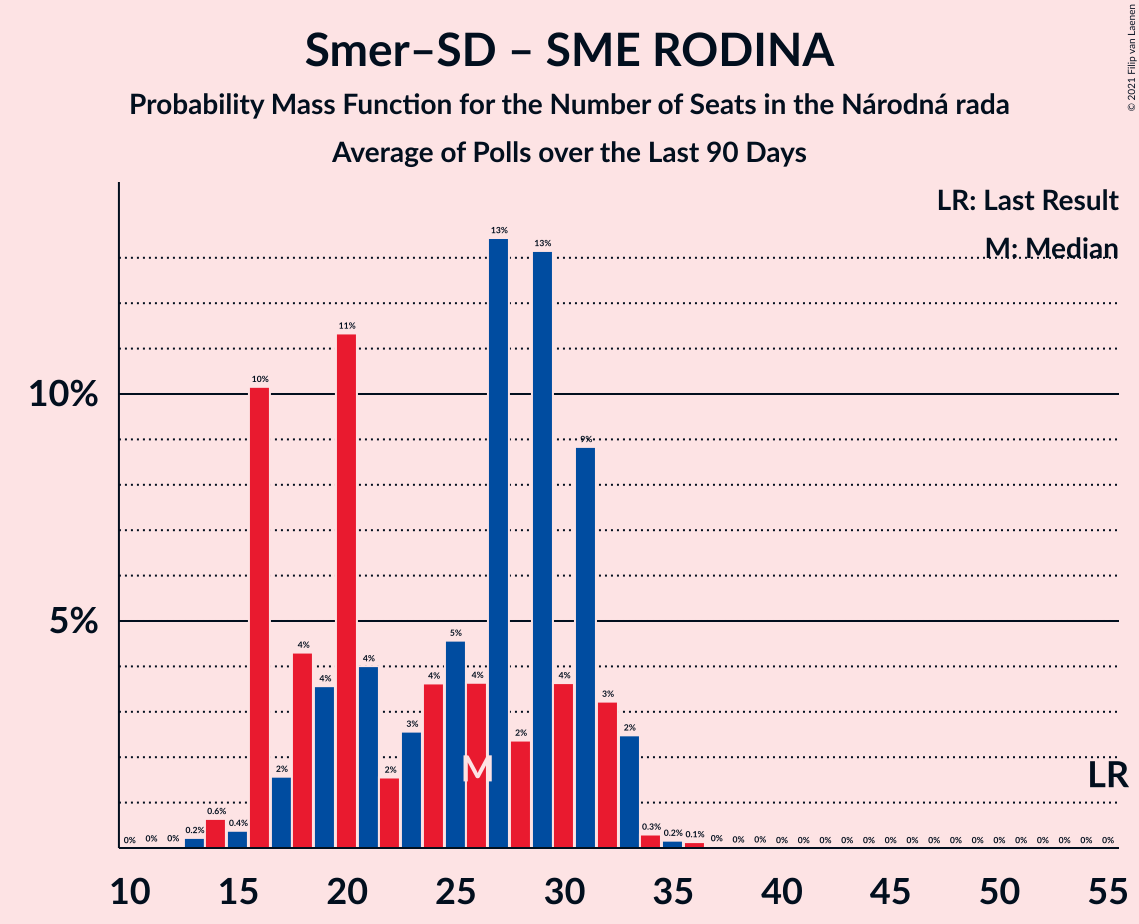 Smer–SD – SME RODINA
Probability Mass Function for the Number of Seats in the Národná rada
Average of Polls over the Last 90 Days
© 2021 Filip van Laenen
LR: Last Result
M: Median
13%
13%
11%
10%
10%
9%
5%
5%
4%
4%
4%
4%
4%
4%
3%
3%
2%
2%
2%
2%
M
LR
0.6%
0.4%
0.2%
0.3%
0.2%
0.1%
0% 0% 0% 0% 0% 0% 0% 0% 0% 0% 0% 0% 0% 0% 0% 0% 0% 0% 0% 0% 0% 0%
10 15 20 25 30 35 40 45 50 55